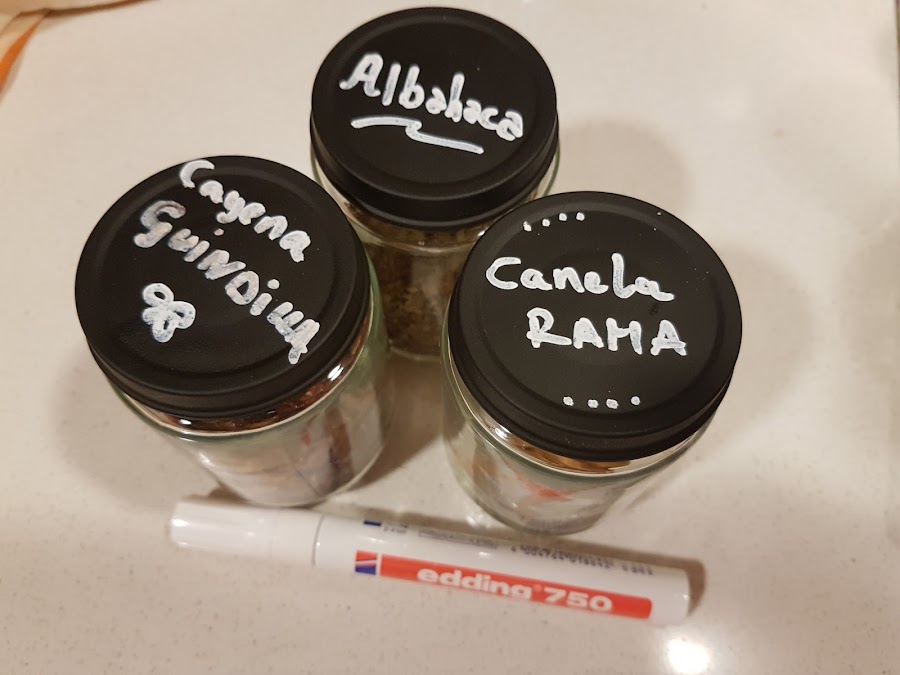 Albahaca
Cayena
GUiNDilla
Canela
RAMA
edding 750